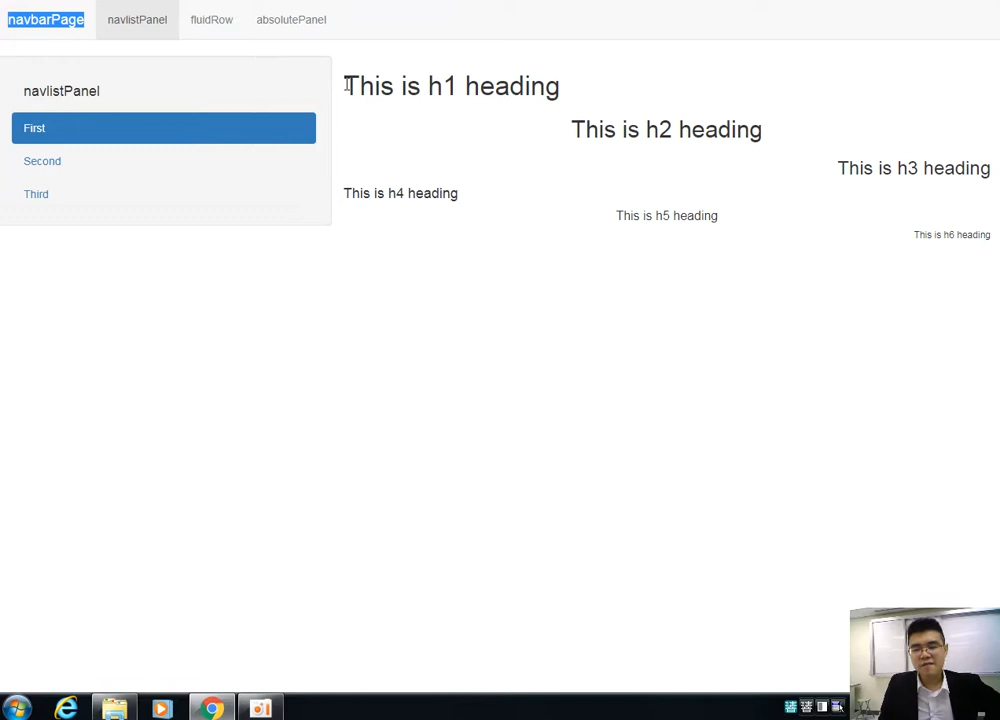 navbarPage navlistPanel fluidRow absolutePanel
navlistPanel
First
Second
Third
This is h1 heading
This is h2 heading
This is h3 heading
This is h4 heading
This is h5 heading
This is h6 heading